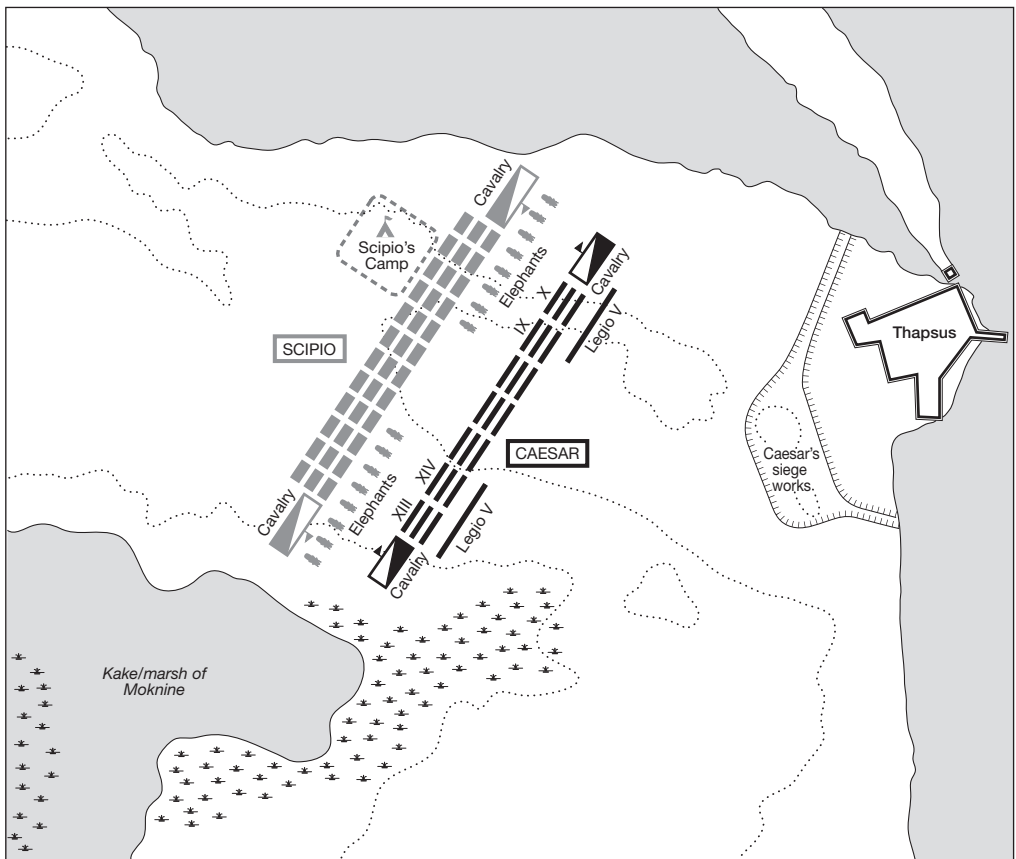 Cavalry
Scipio's
Camp
Elephants
Cavalry
X
IX
Legio V
SCIPIO
Thapsus
CAESAR
Caesar's
siege
works
XIV
XIII
Cavalry
Elephants
Legio V
Cavalry
Kake/marsh of
Moknine